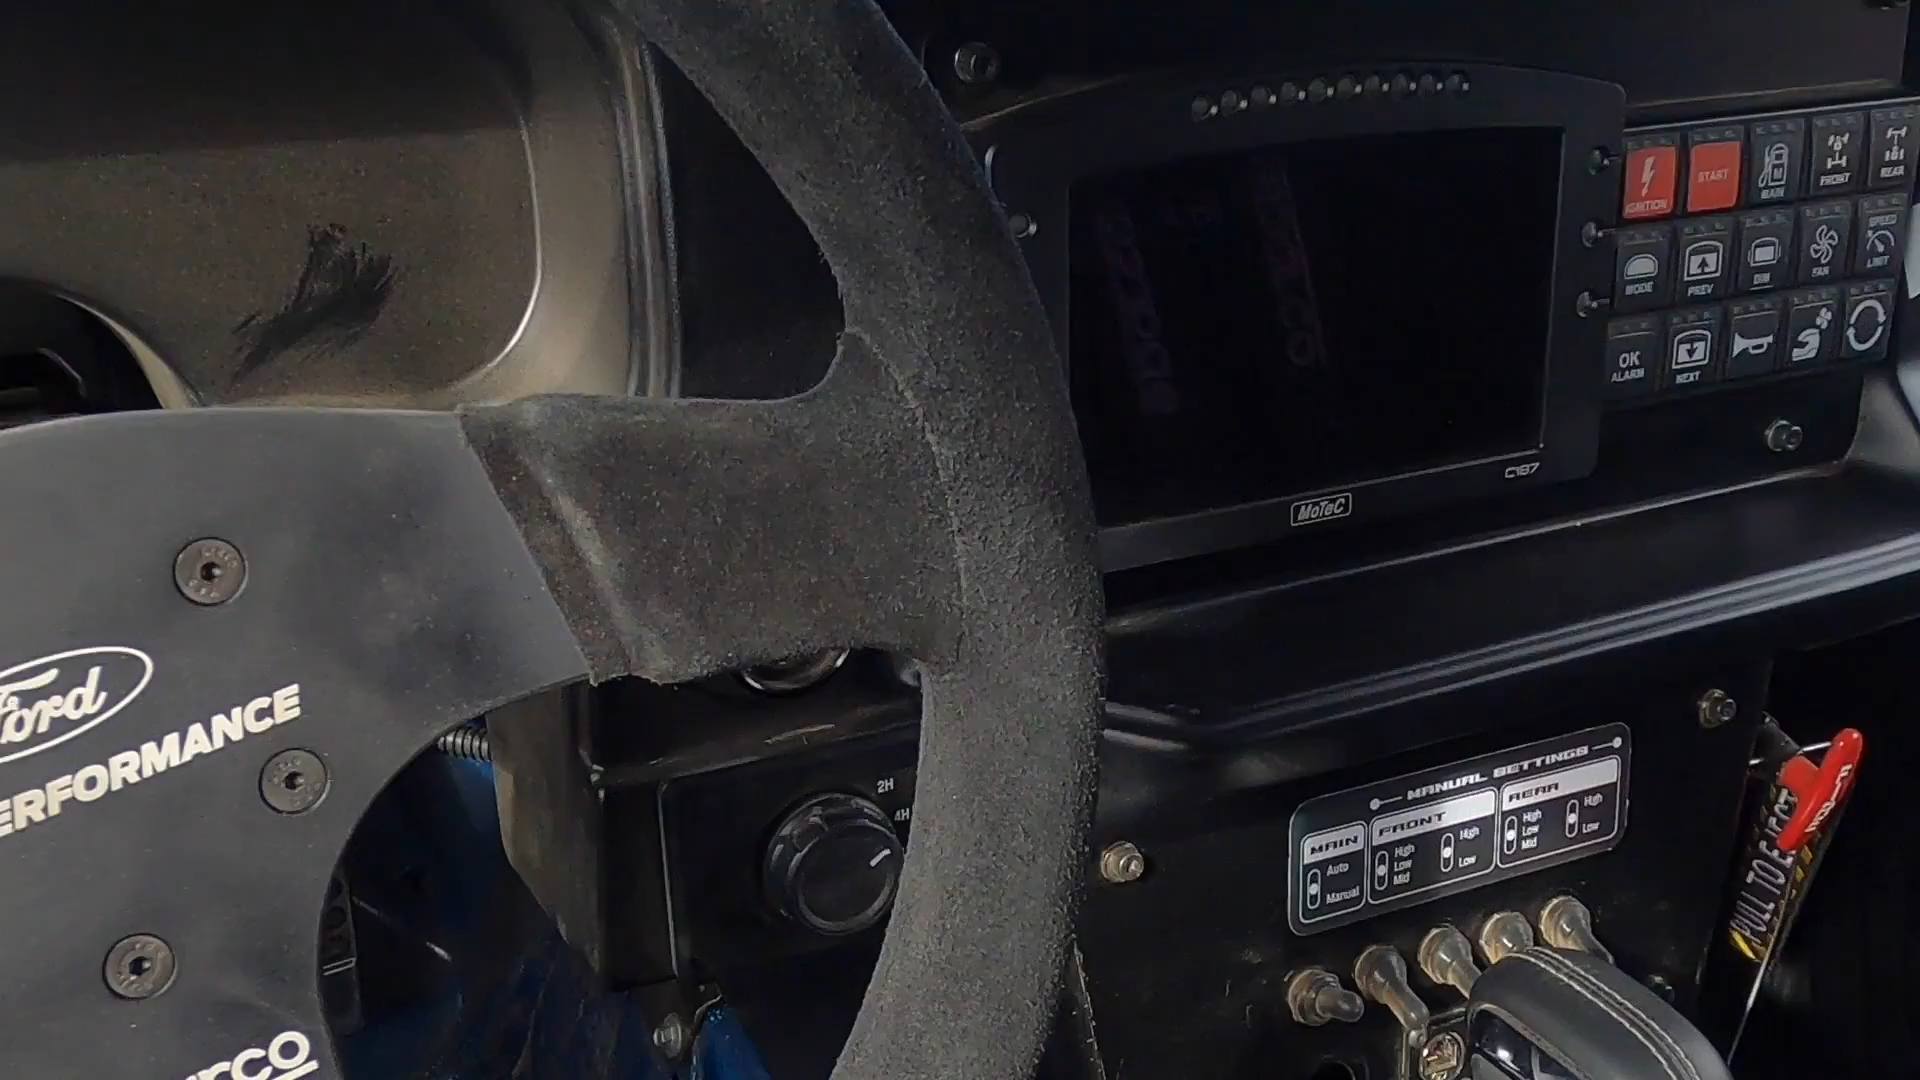 IGNITION
START
MAIN
M
FRONT
REAR
MODE
PREV
DIM
FAN
SPEED
LIMIT
OK
ALARM
NEXT
C187
MoTeC
Ford
PERFORMANCE
2H
4H
MANUAL SETTINGS
MAIN
Auto
Manual
FRONT
High
Low
Mid
High
Low
REAR
High
Low
Mid
High
Low
PULL TO EJECT